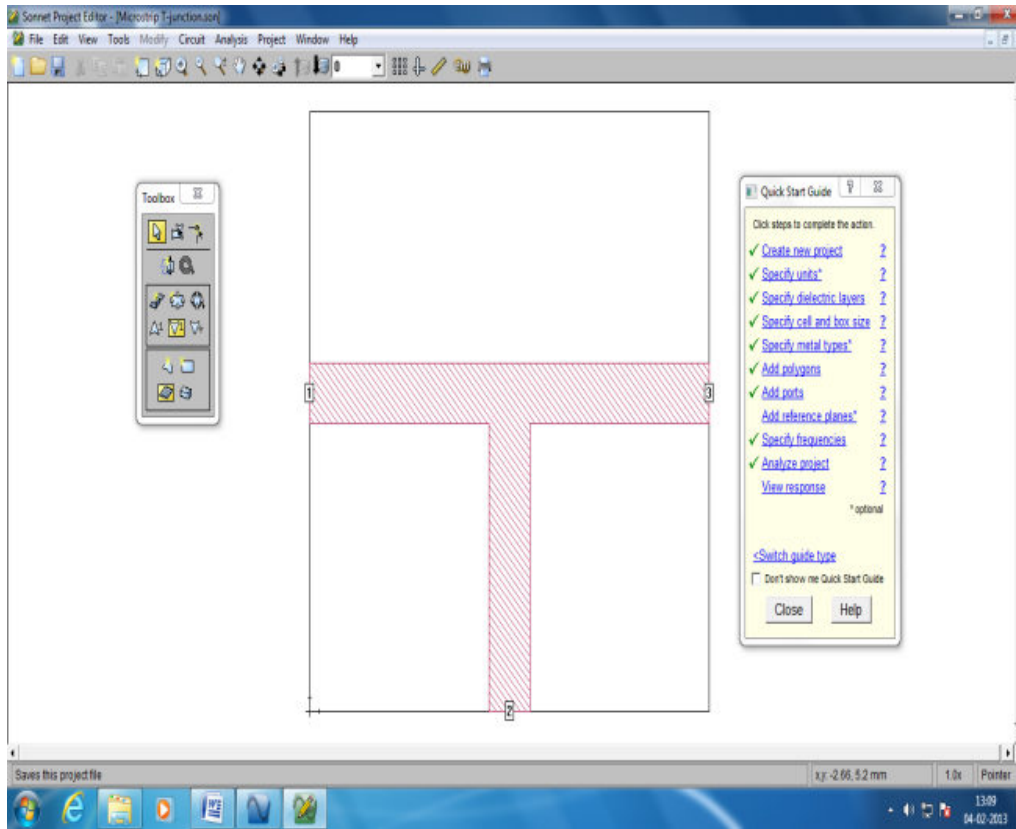 Sonnet Project Editor - [Microstrip T-junction.son]
File Edit View Tools Modify Circuit Analysis Project Window Help
0
Toolbox
Quick Start Guide
Click steps to complete the action.
Create new project ?
Specify units* ?
Specify dielectric layers ?
Specify cell and box size ?
Specify metal types* ?
Add polygons ?
Add ports ?
Add reference planes* ?
Specify frequencies ?
Analyze project ?
View response ?
* optional
<Switch guide type
Don't show me Quick Start Guide
Close Help
1
3
2
Saves this project file
x,y: -2.66, 5.2 mm
1.0x
Pointer
13:09
04-02-2013